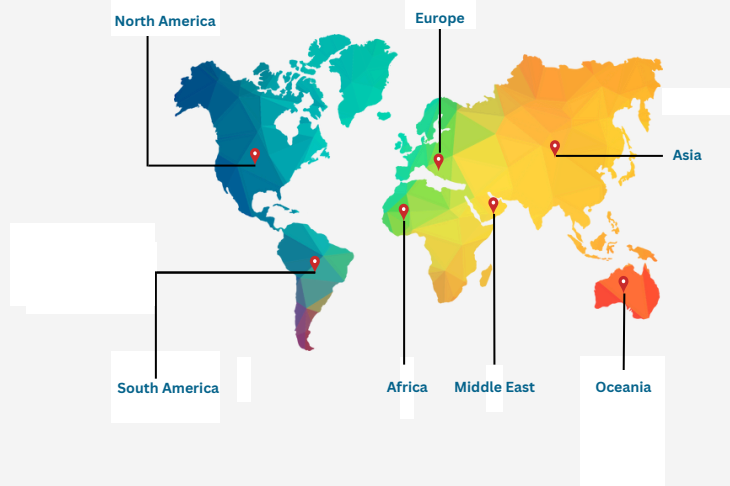 Europe
North America
Asia
South America
Africa
Middle East
Oceania